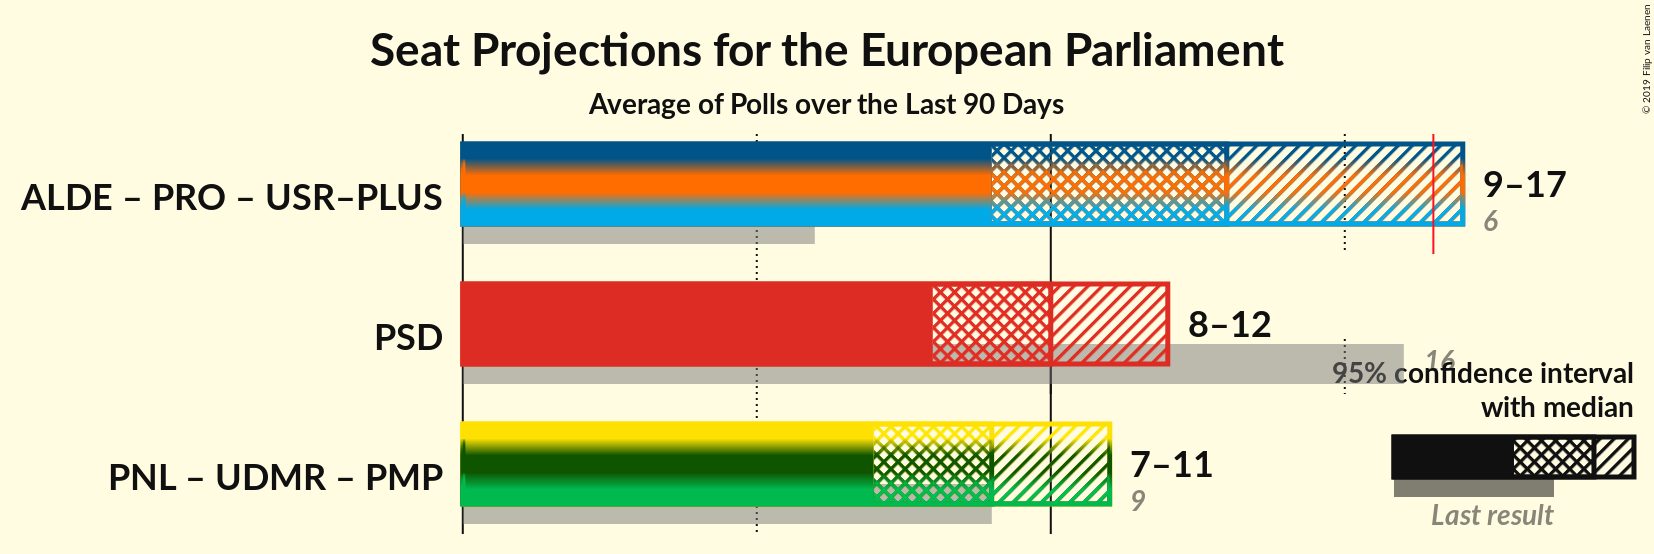 Seat Projections for the European Parliament
Average of Polls over the Last 90 Days
© 2019 Filip van Laenen
ALDE – PRO – USR–PLUS
9–17
6
PSD
8–12
16
95% confidence interval
with median
PNL – UDMR – PMP
7–11
9
Last result